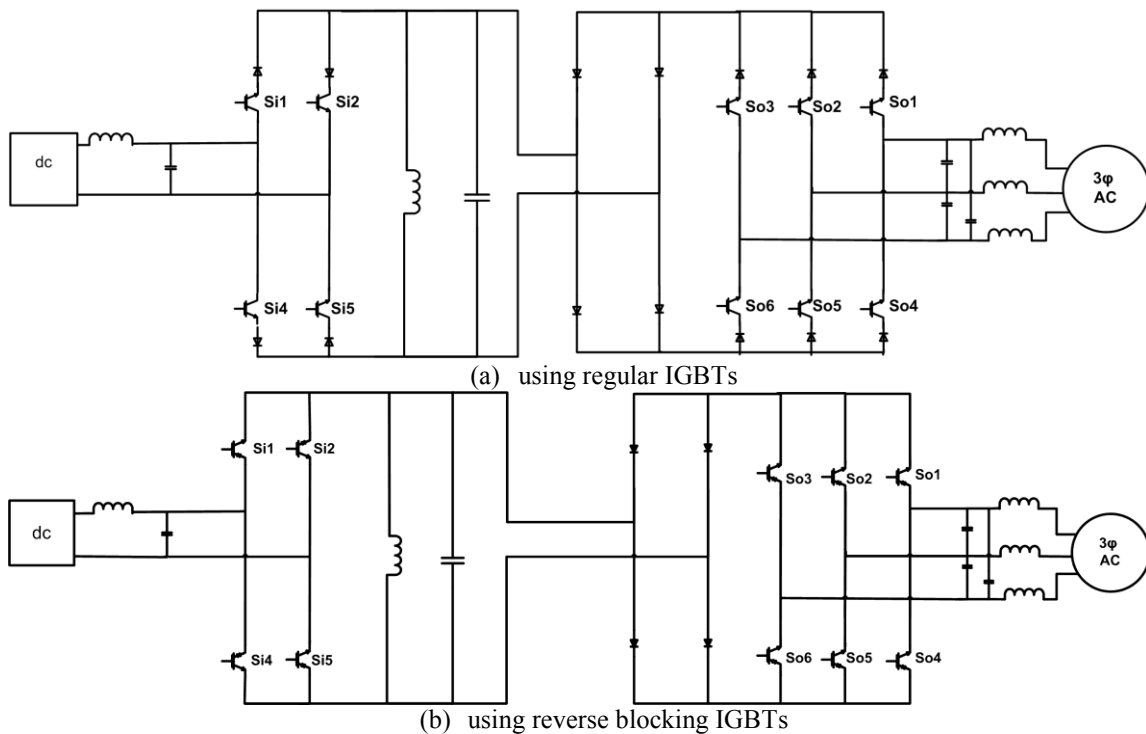 Si1
Si2
So3
So2
So1
dc
3φ
AC
Si4
Si5
So6
So5
So4
(a) using regular IGBTs
Si1
Si2
So3
So2
So1
dc
3φ
AC
Si4
Si5
So6
So5
So4
(b) using reverse blocking IGBTs